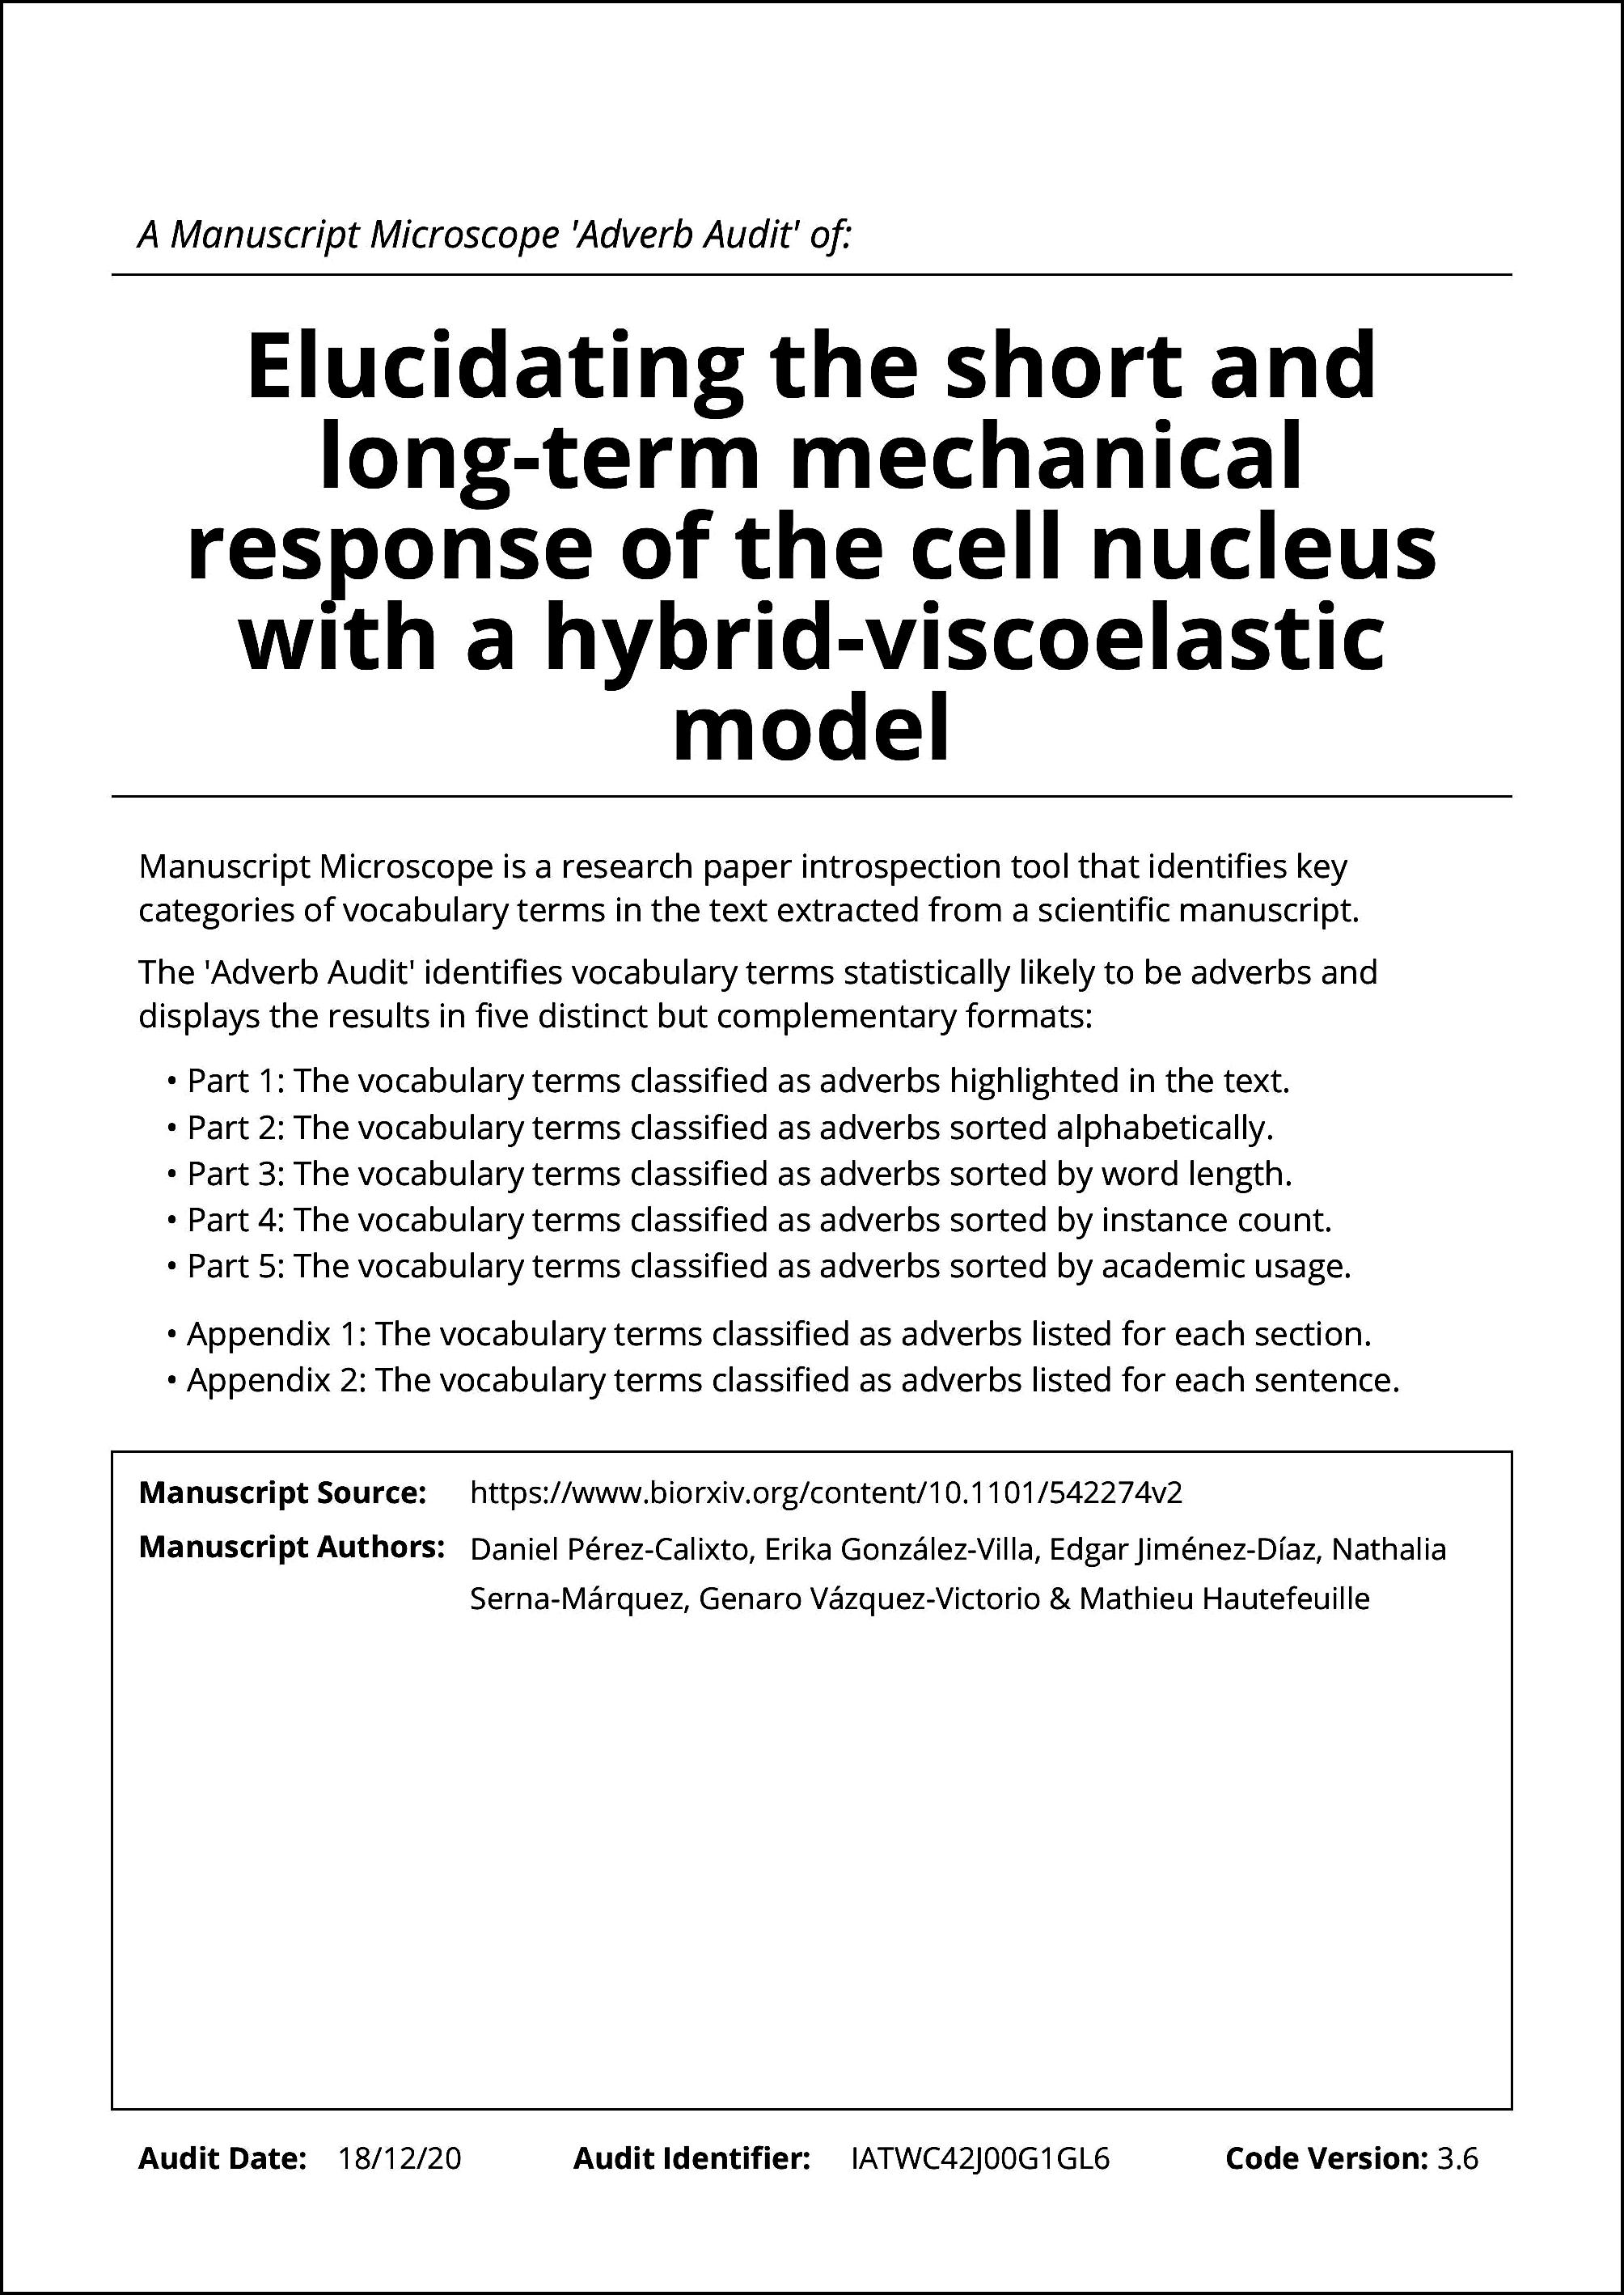 A Manuscript Microscope 'Adverb Audit' of:
Elucidating the short and
long-term mechanical
response of the cell nucleus
with a hybrid-viscoelastic
model
Manuscript Microscope is a research paper introspection tool that identifies key
categories of vocabulary terms in the text extracted from a scientific manuscript.
The 'Adverb Audit' identifies vocabulary terms statistically likely to be adverbs and
displays the results in five distinct but complementary formats:
• Part 1: The vocabulary terms classified as adverbs highlighted in the text.
• Part 2: The vocabulary terms classified as adverbs sorted alphabetically.
• Part 3: The vocabulary terms classified as adverbs sorted by word length.
• Part 4: The vocabulary terms classified as adverbs sorted by instance count.
• Part 5: The vocabulary terms classified as adverbs sorted by academic usage.
• Appendix 1: The vocabulary terms classified as adverbs listed for each section.
• Appendix 2: The vocabulary terms classified as adverbs listed for each sentence.
Manuscript Source: https://www.biorxiv.org/content/10.1101/542274v2
Manuscript Authors: Daniel Pérez-Calixto, Erika González-Villa, Edgar Jiménez-Díaz, Nathalia
Serna-Márquez, Genaro Vázquez-Victorio & Mathieu Hautefeuille
Audit Date: 18/12/20 Audit Identifier: IATWC42J00G1GL6 Code Version: 3.6